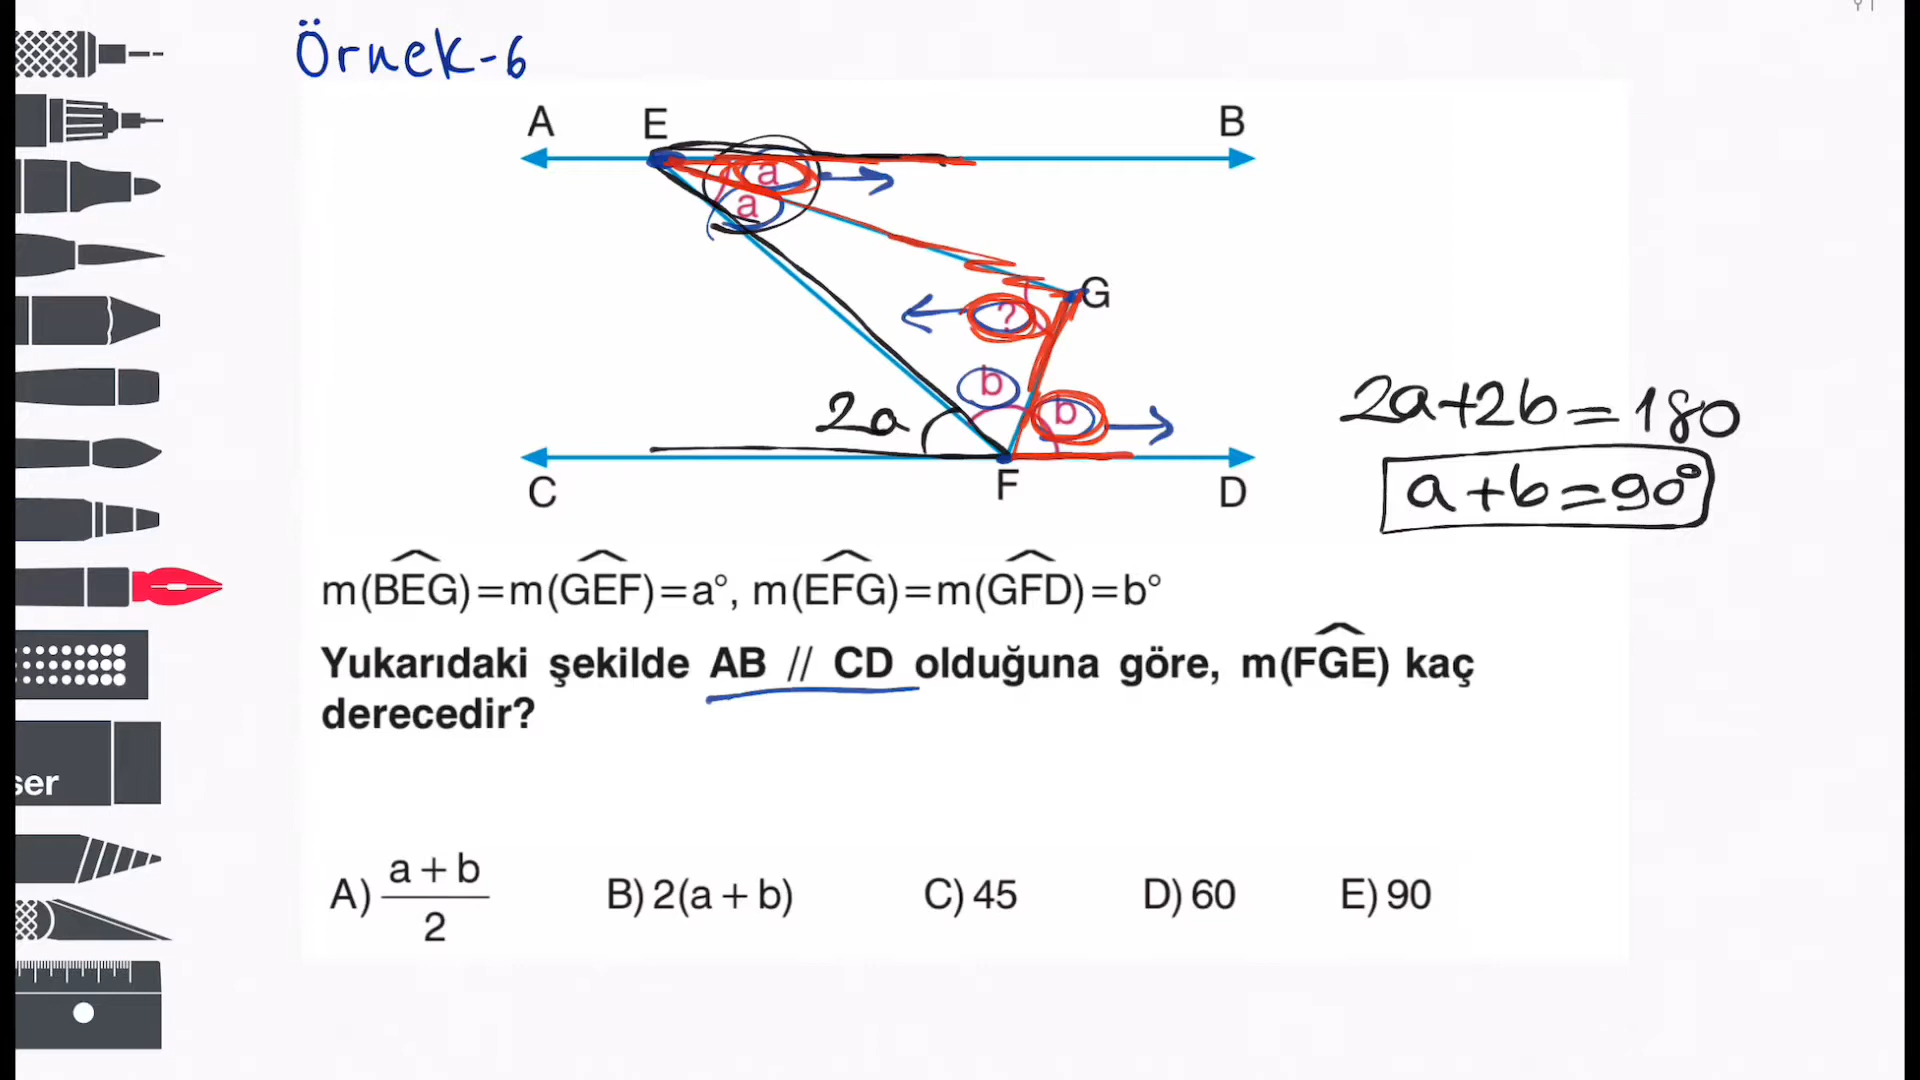 Örnek-6
A E B
a
a
G
?
b
b
2a
2a+2b=180
C F D
a+b=90°
m(BEG)=m(GEF)=a°, m(EFG)=m(GFD)=b°
Yukarıdaki şekilde AB // CD olduğuna göre, m(FGE) kaç
derecedir?
ser
A) a+b/2 B) 2(a+b) C) 45 D) 60 E) 90